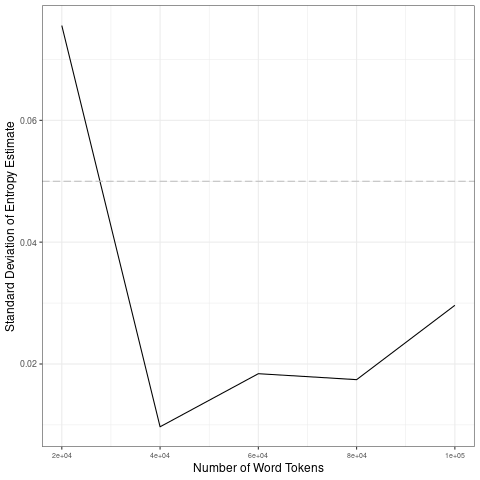 Standard Deviation of Entropy Estimate
0.06
0.04
0.02
2e+04 4e+04 6e+04 8e+04 1e+05
Number of Word Tokens